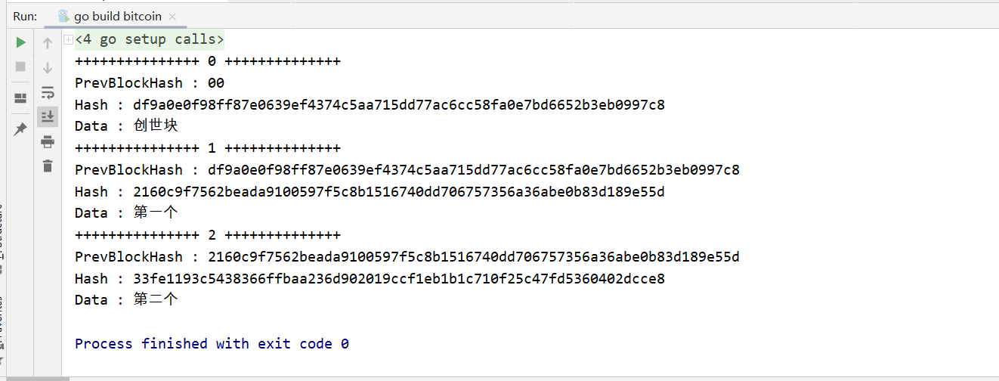 Run: go build bitcoin
<4 go setup calls>
+++++++++++++++ 0 ++++++++++++++
PrevBlockHash : 00
Hash : df9a0e0f98ff87e0639ef4374c5aa715dd77ac6cc58fa0e7bd6652b3eb0997c8
Data : 创世块
+++++++++++++++ 1 ++++++++++++++
PrevBlockHash : df9a0e0f98ff87e0639ef4374c5aa715dd77ac6cc58fa0e7bd6652b3eb0997c8
Hash : 2160c9f7562beada9100597f5c8b1516740dd706757356a36abe0b83d189e55d
Data : 第一个
+++++++++++++++ 2 ++++++++++++++
PrevBlockHash : 2160c9f7562beada9100597f5c8b1516740dd706757356a36abe0b83d189e55d
Hash : 33fe1193c5438366ffbaa236d902019ccf1eb1b1c710f25c47fd5360402dcce8
Data : 第二个
Process finished with exit code 0